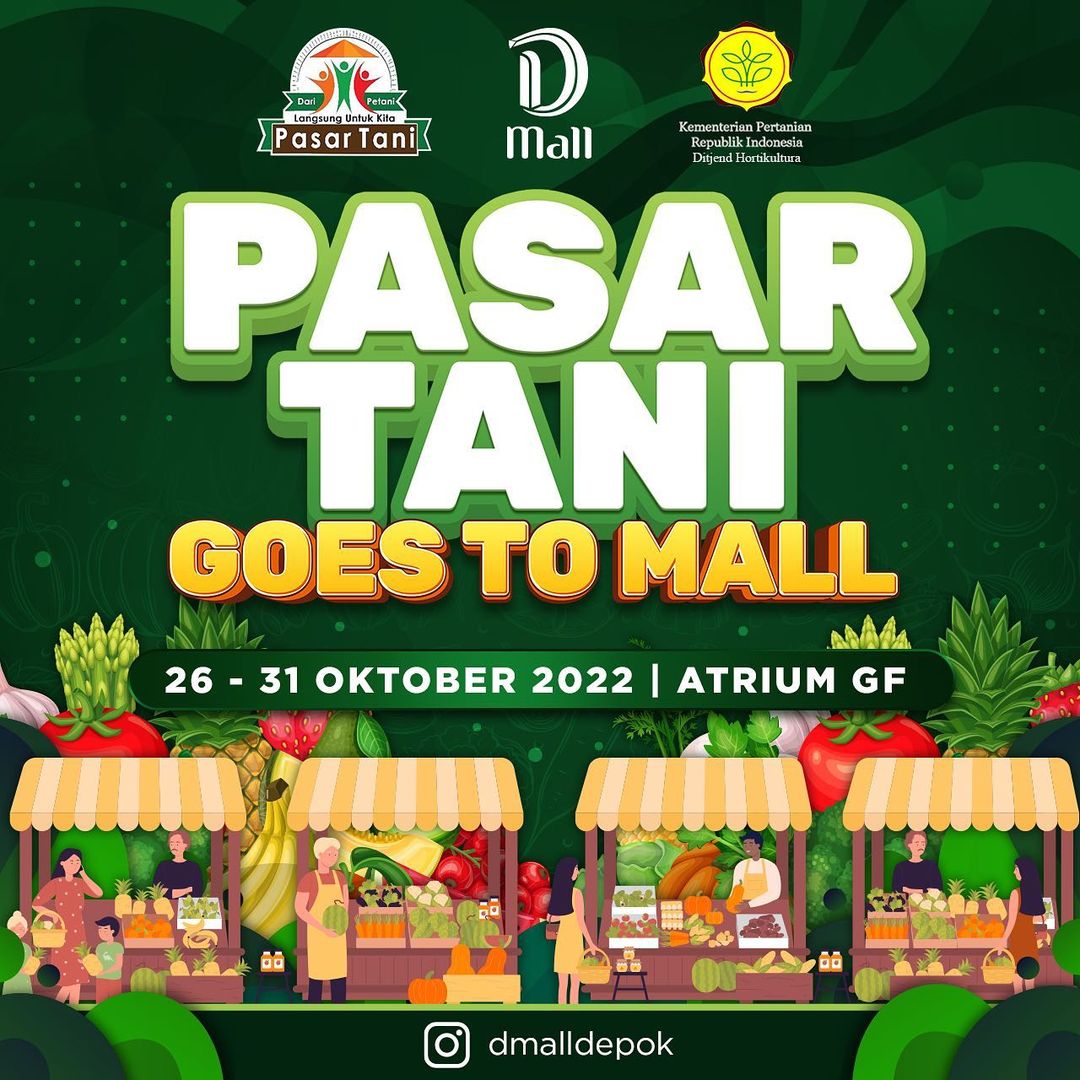 Dari Petani
Langsung Untuk Kita
Pasar Tani
D
Mall
Kementerian Pertanian
Republik Indonesia
Ditjend Hortikultura
PASAR
TANI
GOES TO MALL
26 - 31 OKTOBER 2022 | ATRIUM GF
dmalldepok